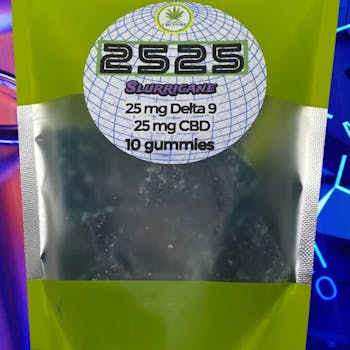 2525
SLURRICANE
25 mg Delta 9
25 mg CBD
10 gummies